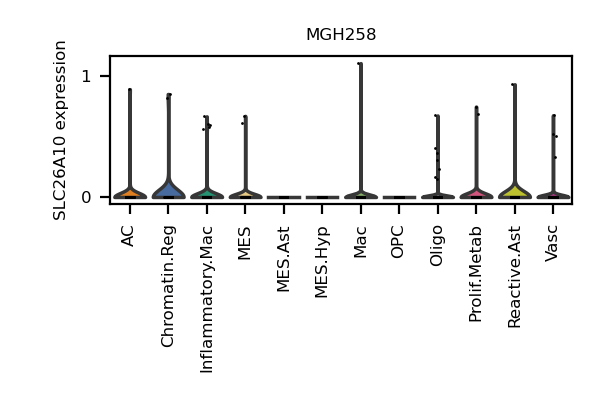 MGH258
SLC26A10 expression
1
0
AC
Chromatin.Reg
Inflammatory.Mac
MES
MES.Ast
MES.Hyp
Mac
OPC
Oligo
Prolif.Metab
Reactive.Ast
Vasc